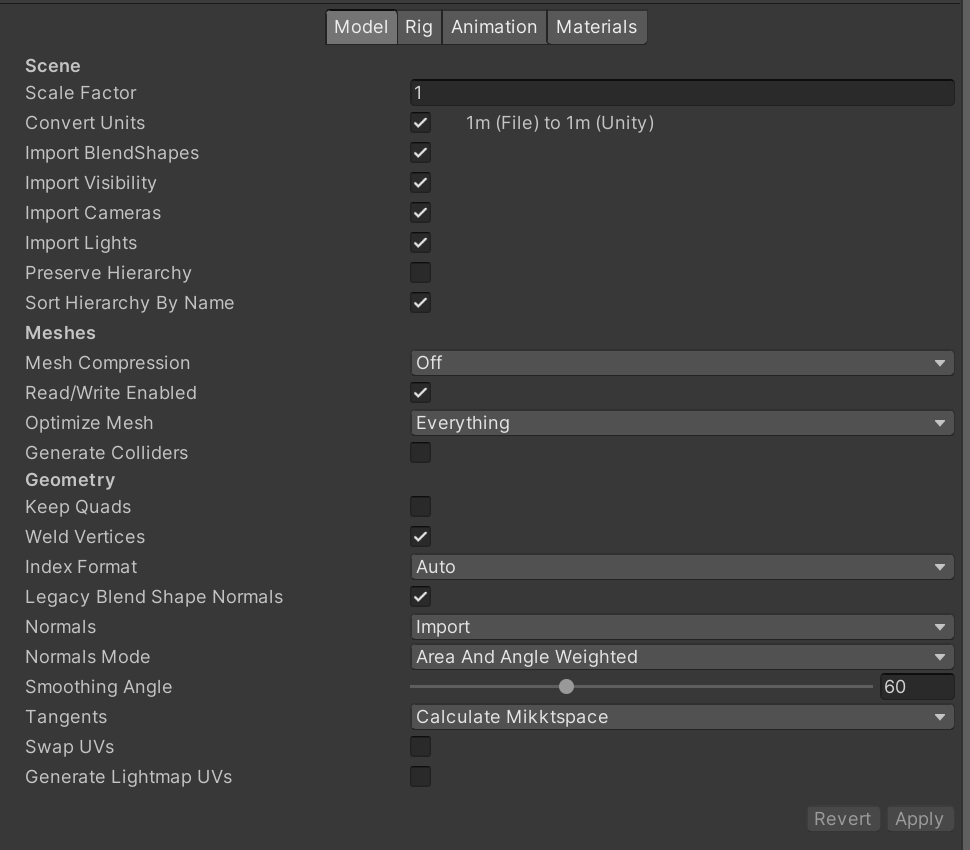 Model Rig Animation Materials
Scene
Scale Factor 1
Convert Units 1m (File) to 1m (Unity)
Import BlendShapes
Import Visibility
Import Cameras
Import Lights
Preserve Hierarchy
Sort Hierarchy By Name
Meshes
Mesh Compression Off
Read/Write Enabled
Optimize Mesh Everything
Generate Colliders
Geometry
Keep Quads
Weld Vertices
Index Format Auto
Legacy Blend Shape Normals
Normals Import
Normals Mode Area And Angle Weighted
Smoothing Angle 60
Tangents Calculate Mikktspace
Swap UVs
Generate Lightmap UVs
Revert Apply